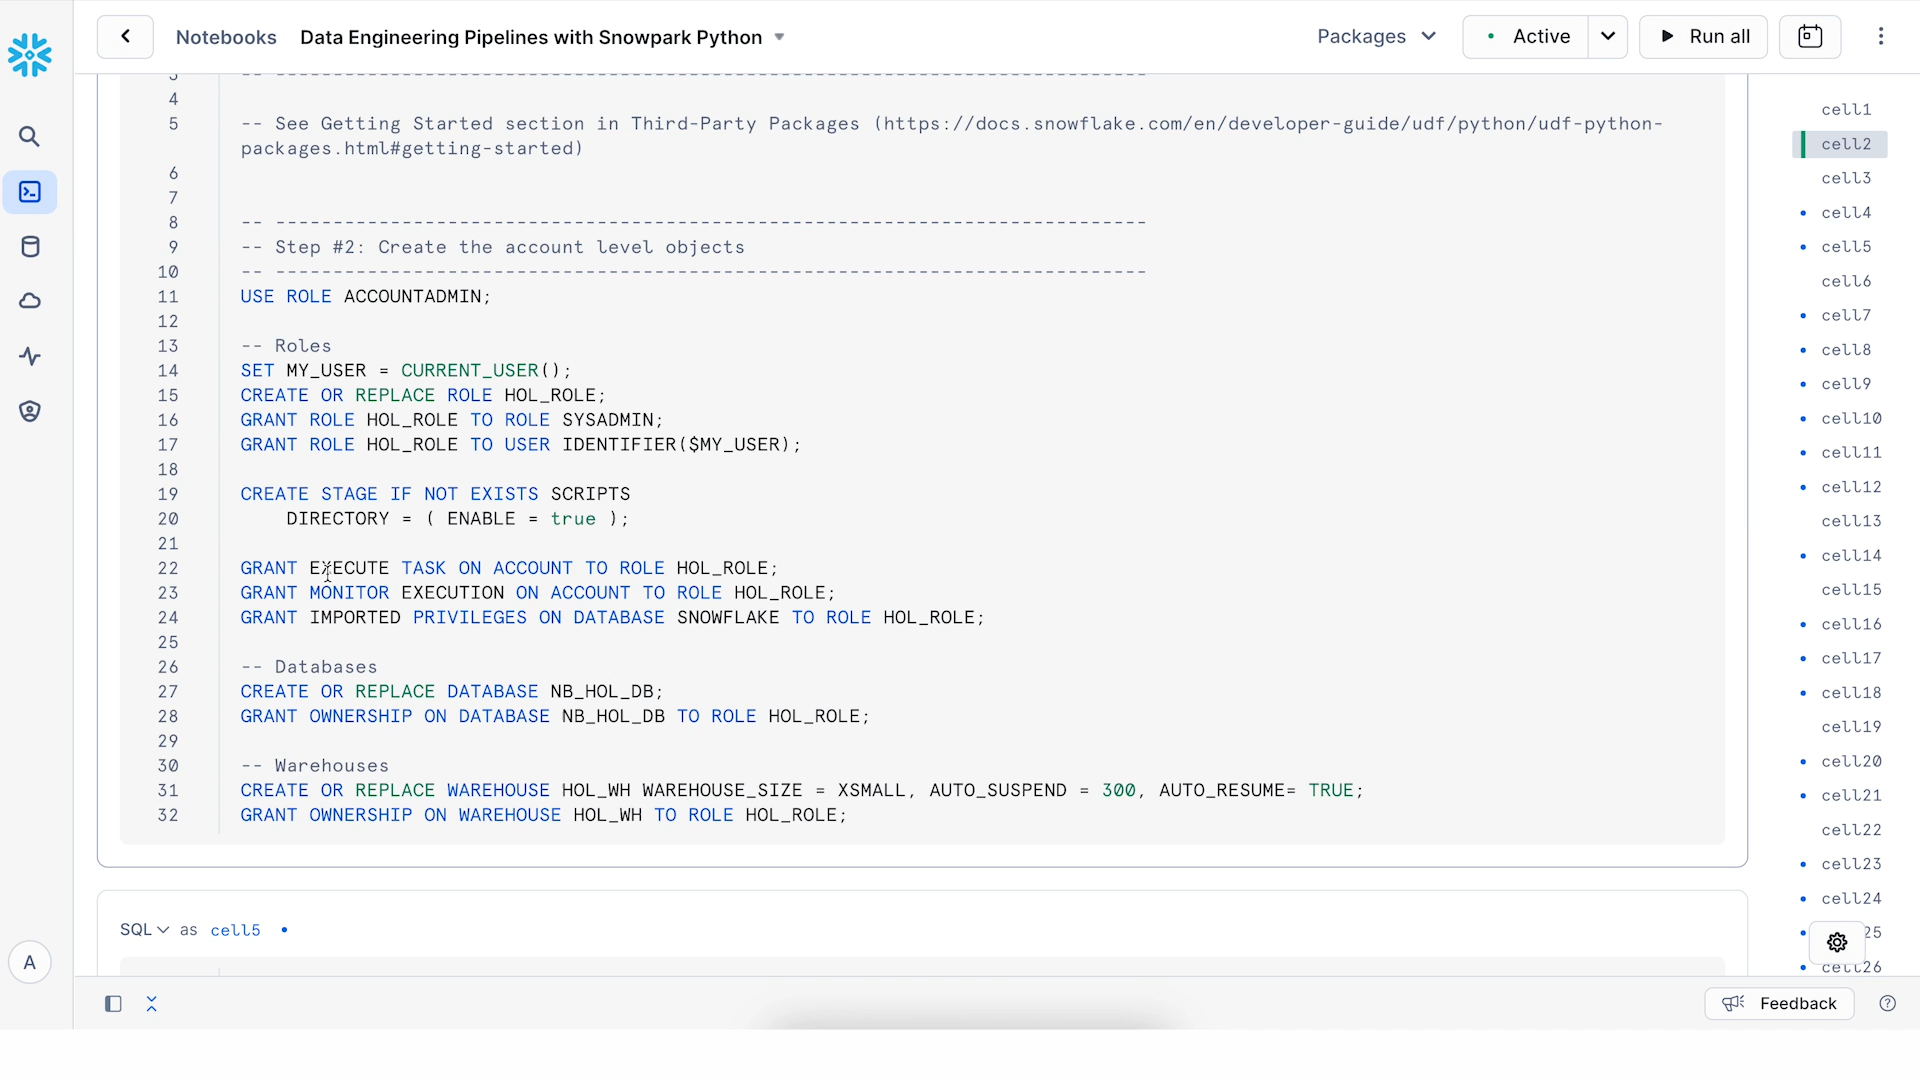 Notebooks Data Engineering Pipelines with Snowpark Python Packages Active Run all
3 -- ----------------------------------------------------------------------------
4
5 -- See Getting Started section in Third-Party Packages (https://docs.snowflake.com/en/developer-guide/udf/python/udf-python-
packages.html#getting-started)
6
7
8 -- ----------------------------------------------------------------------------
9 -- Step #2: Create the account level objects
10 -- ----------------------------------------------------------------------------
11 USE ROLE ACCOUNTADMIN;
12
13 -- Roles
14 SET MY_USER = CURRENT_USER();
15 CREATE OR REPLACE ROLE HOL_ROLE;
16 GRANT ROLE HOL_ROLE TO ROLE SYSADMIN;
17 GRANT ROLE HOL_ROLE TO USER IDENTIFIER($MY_USER);
18
19 CREATE STAGE IF NOT EXISTS SCRIPTS
20 DIRECTORY = ( ENABLE = true );
21
22 GRANT EXECUTE TASK ON ACCOUNT TO ROLE HOL_ROLE;
23 GRANT MONITOR EXECUTION ON ACCOUNT TO ROLE HOL_ROLE;
24 GRANT IMPORTED PRIVILEGES ON DATABASE SNOWFLAKE TO ROLE HOL_ROLE;
25
26 -- Databases
27 CREATE OR REPLACE DATABASE NB_HOL_DB;
28 GRANT OWNERSHIP ON DATABASE NB_HOL_DB TO ROLE HOL_ROLE;
29
30 -- Warehouses
31 CREATE OR REPLACE WAREHOUSE HOL_WH WAREHOUSE_SIZE = XSMALL, AUTO_SUSPEND = 300, AUTO_RESUME= TRUE;
32 GRANT OWNERSHIP ON WAREHOUSE HOL_WH TO ROLE HOL_ROLE;
SQL as cell5
cell1
cell2
cell3
cell4
cell5
cell6
cell7
cell8
cell9
cell10
cell11
cell12
cell13
cell14
cell15
cell16
cell17
cell18
cell19
cell20
cell21
cell22
cell23
cell24
25
cell26
A
Feedback